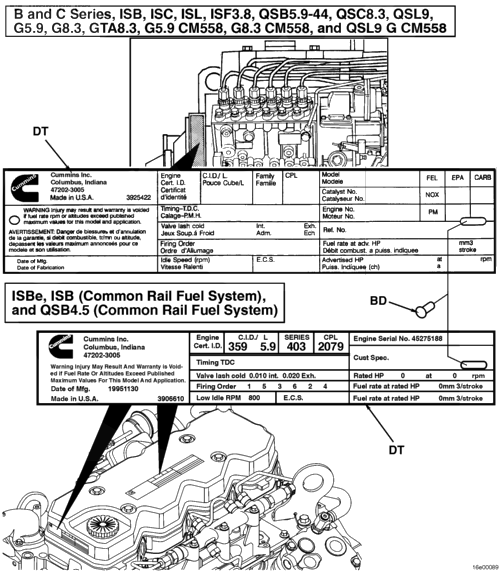 B and C Series, ISB, ISC, ISL, ISF3.8, QSB5.9-44, QSC8.3, QSL9,
G5.9, G8.3, GTA8.3, G5.9 CM558, G8.3 CM558, and QSL9 G CM558
DT
Cummins
Cummins Inc.
Columbus, Indiana
47202-3005
Made in U.S.A. 3925422
WARNING Injury may result and warranty is voided
if fuel rate rpm or altitudes exceed published
maximum values for this model and application.
AVERTISSEMENT: Danger de blessures et d'annulation
de la garantie, si debit combustible, tr/mn ou altitude,
depassant les valeurs maximum annoncees pour ce
modele et son utilisation.
Date of Mfg.
Date of Fabrication
Engine
Cert. I.D.
Certificat
d'identité
C.I.D/ L
Pouce Cube/L
Family
Famille
CPL
Timing-T.D.C.
Calage-P.M.H.
Valve lash cold Int. Exh.
Jeux Soup.à Froid Adm. Ech
Firing Order
Ordre d'Allumage
Idle Speed (rpm)
Vitesse Ralenti
E.C.S.
Model
Modele
Catalyst No.
Catalyseur No.
Engine No.
Moteur No.
Ref. No.
Fuel rate at adv. HP mm3
Débit combust. a puiss. indiquee stroke
Advertised HP at rpm
Puiss. Indiquee (ch) a
FEL EPA CARB
NOX
PM
ISBe, ISB (Common Rail Fuel System),
and QSB4.5 (Common Rail Fuel System)
BD
Cummins
Cummins Inc.
Columbus, Indiana
47202-3005
Warning Injury May Result And Warranty is Void-
ed if Fuel Rate Or Altitudes Exceed Published
Maximum Values For This Model And Application.
Date of Mfg. 19951130
Made in U.S.A. 3906610
Engine
Cert. I.D.
C.I.D./ L
359 5.9
SERIES
403
CPL
2079
Timing TDC
Valve lash cold 0.010 int. 0.020 Exh.
Firing Order 1 5 3 6 2 4
Low Idle RPM 800 E.C.S.
Engine Serial No. 45275188
Cust Spec.
Rated HP 0 at 0 rpm
Fuel rate at rated HP 0mm 3/stroke
Fuel rate at rated HP 0mm 3/stroke
DT
16e00089